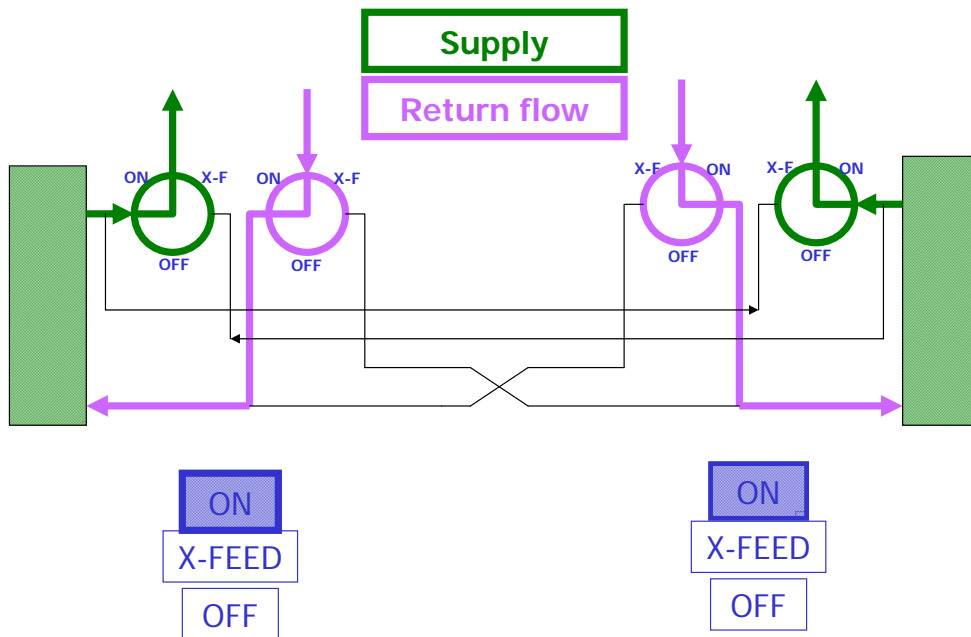 Supply
Return flow
ON X-F ON X-F X-F ON X-F ON
OFF OFF OFF OFF
ON ON
X-FEED X-FEED
OFF OFF